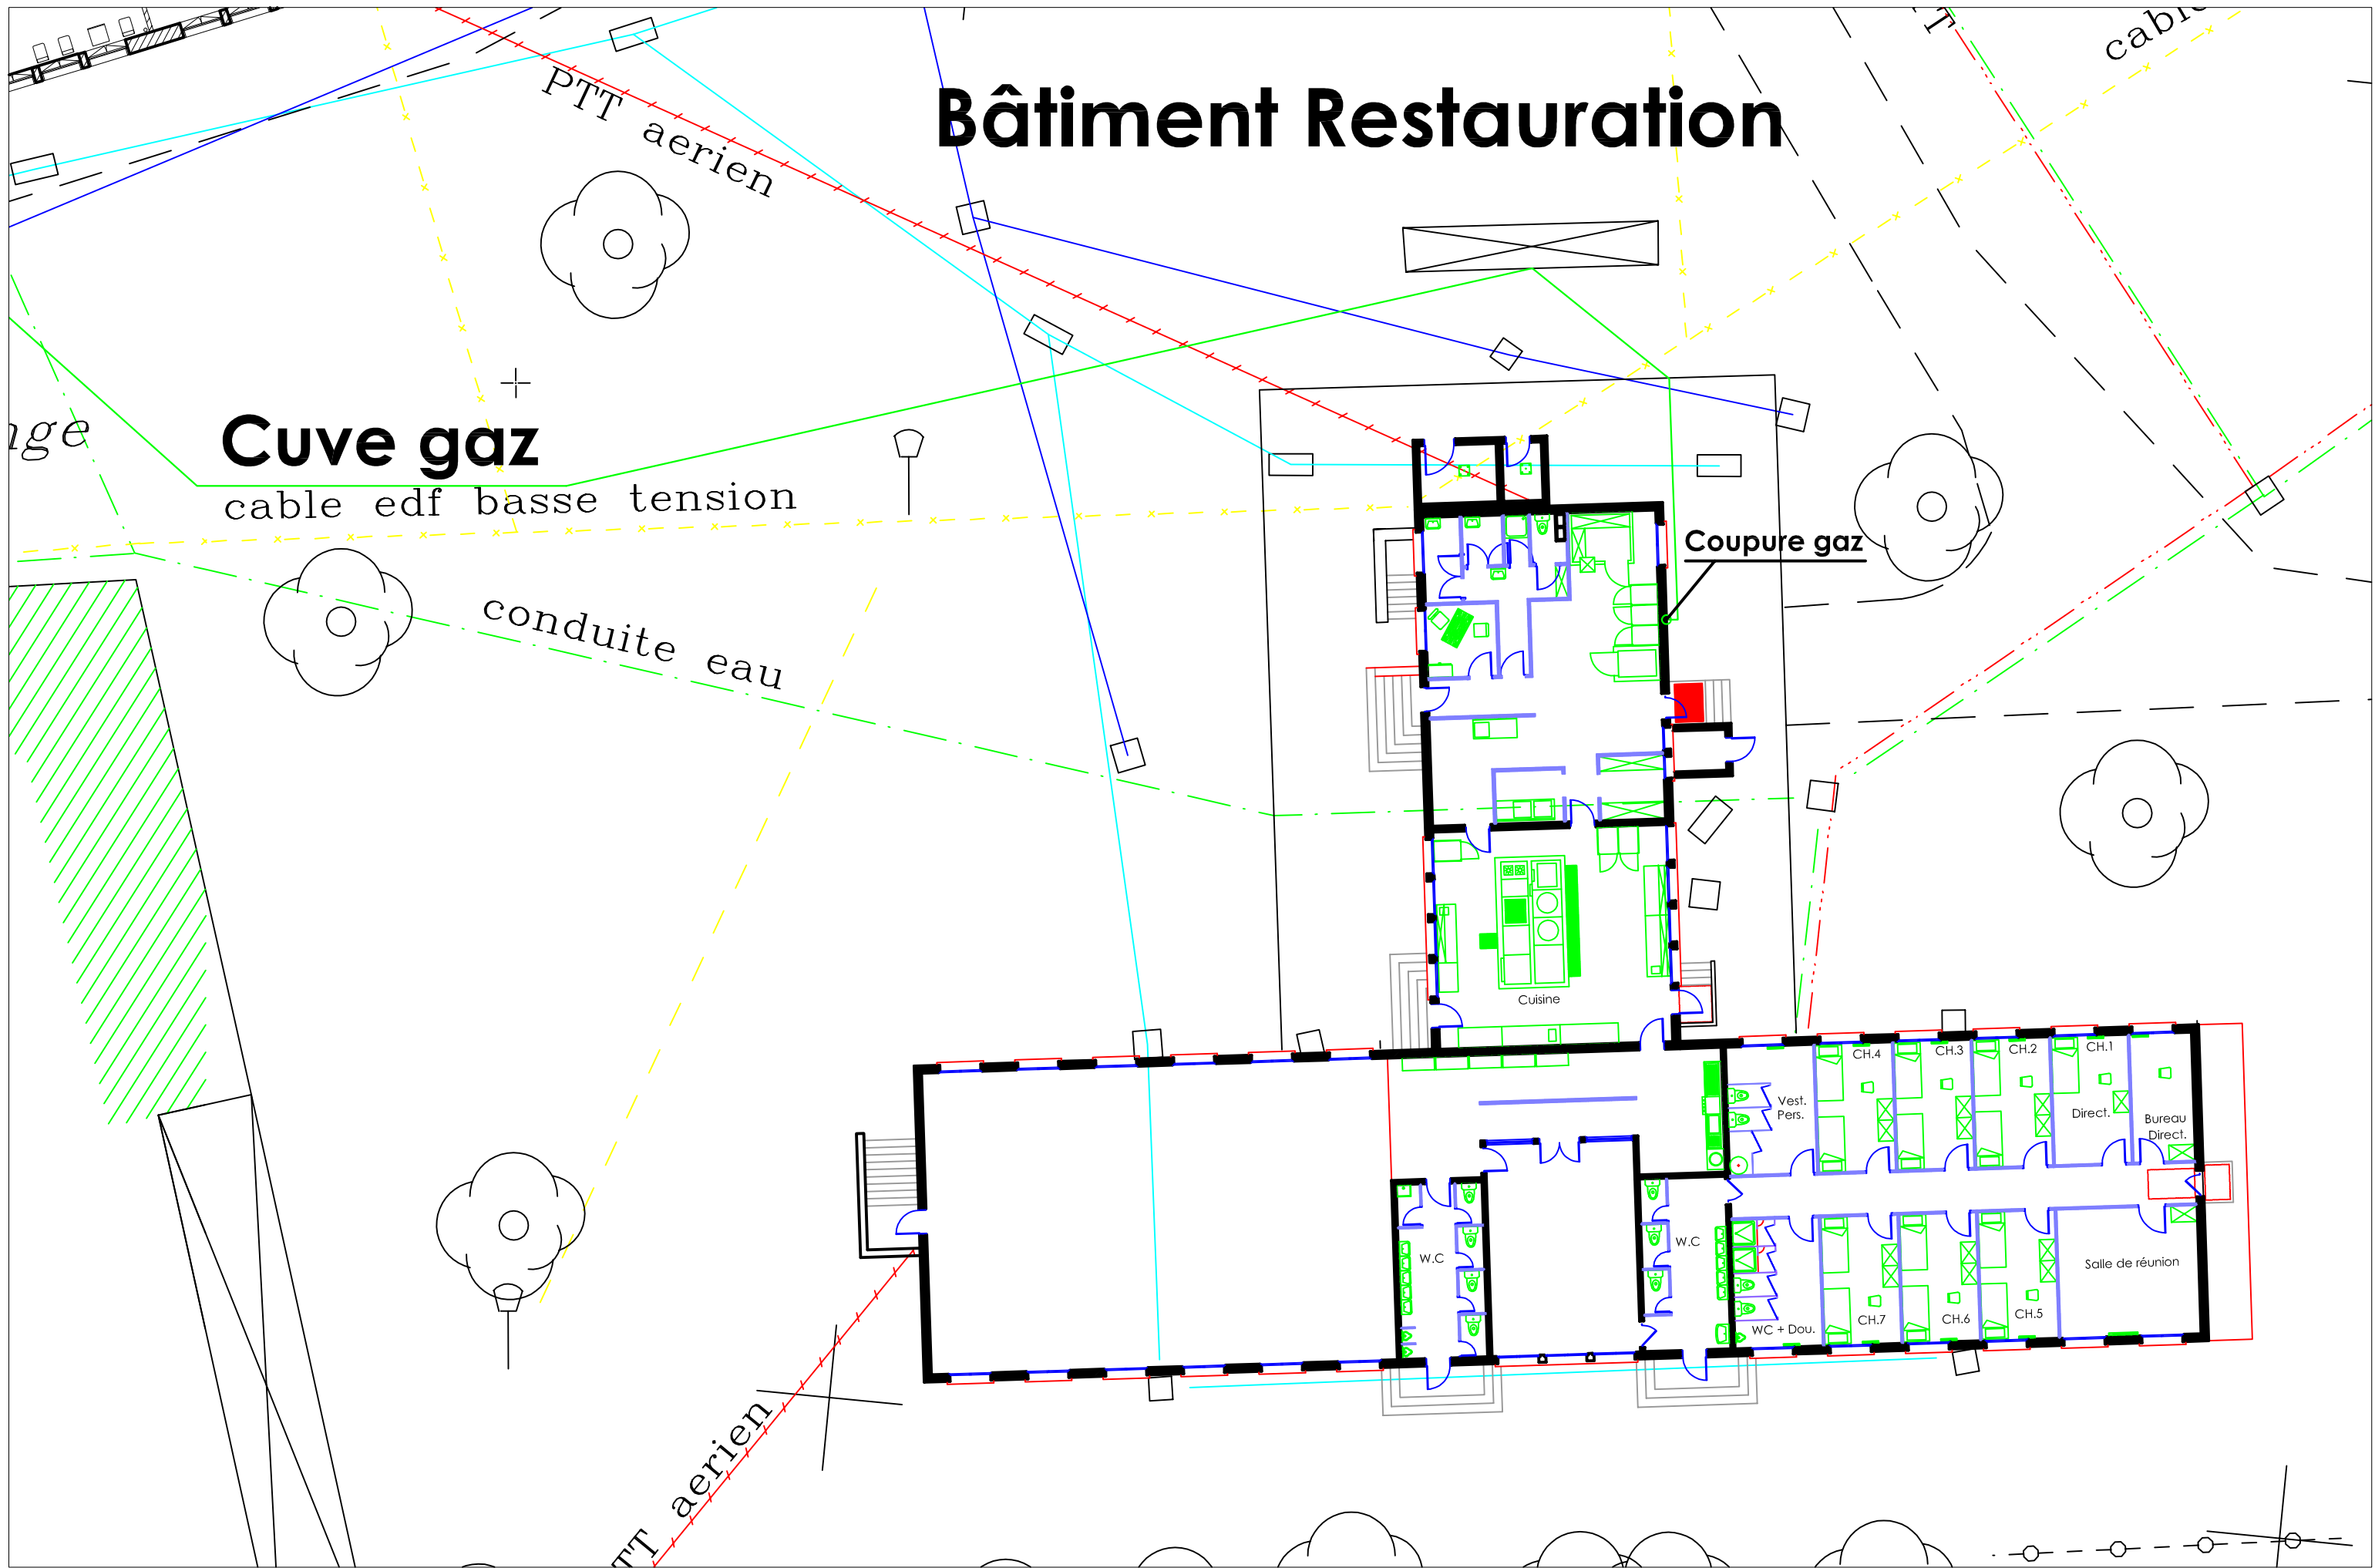 cable
PTT aerien
Bâtiment Restauration
Cuve gaz
cable edf basse tension
Coupure gaz
conduite eau
Cuisine
CH.4
CH.3
CH.2
CH.1
Vest.
Pers.
Direct.
Bureau
Direct.
W.C
W.C
Salle de réunion
WC + Dou.
CH.7
CH.6
CH.5
TT aerien